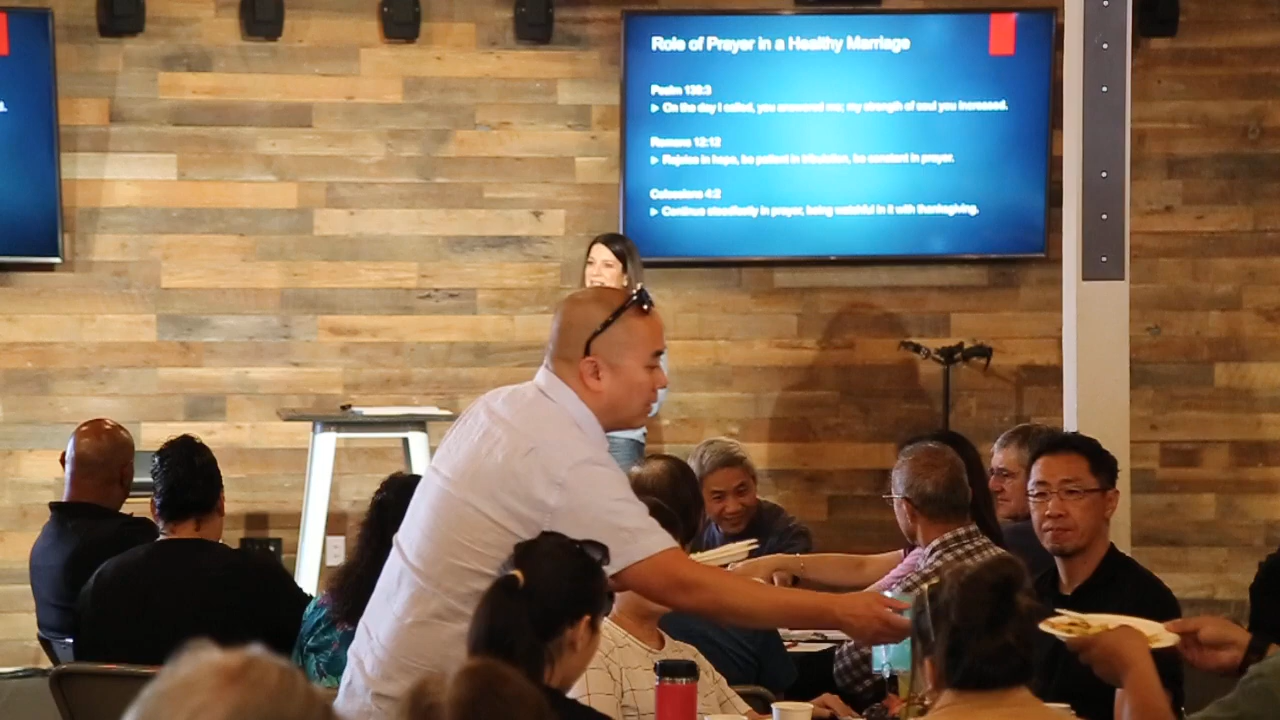 Role of Prayer in a Healthy Marriage
Psalm 138:3
On the day I called, you answered me; my strength of soul you increased.
Romans 12:12
Rejoice in hope, be patient in tribulation, be constant in prayer.
Colossians 4:2
Continue steadfastly in prayer, being watchful in it with thanksgiving.